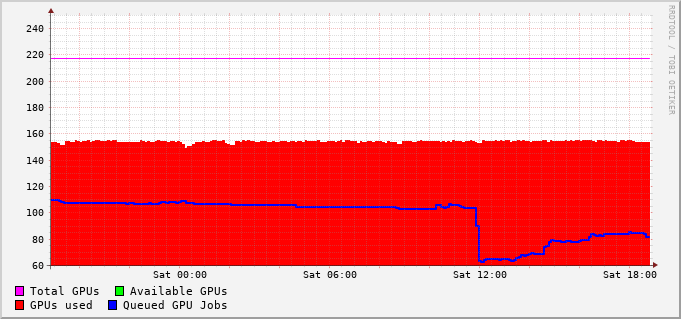 RRDTOOL / TOBI OETIKER
240
220
200
180
160
140
120
100
80
60
Sat 00:00 Sat 06:00 Sat 12:00 Sat 18:00
Total GPUs Available GPUs
GPUs used Queued GPU Jobs